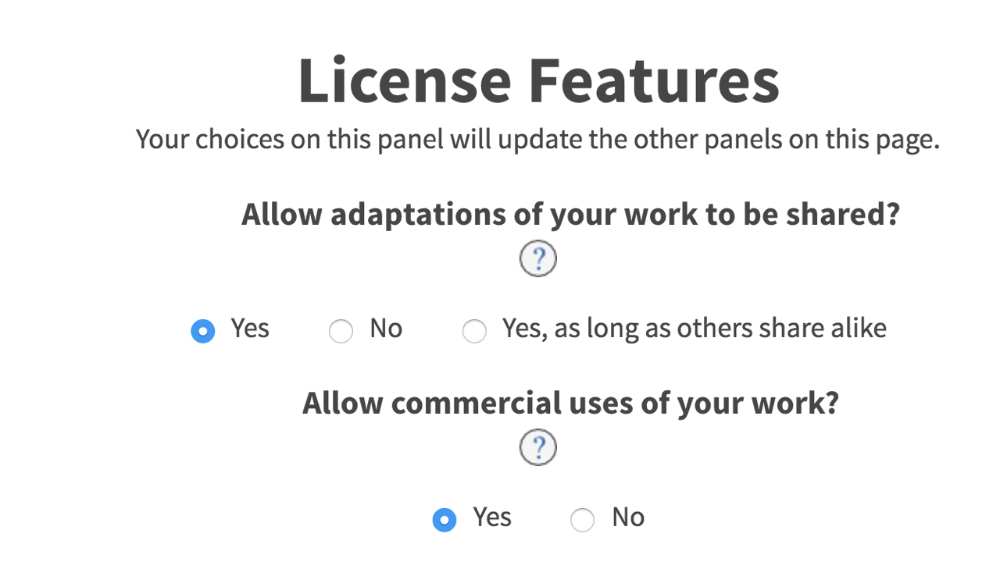 License Features
Your choices on this panel will update the other panels on this page.
Allow adaptations of your work to be shared?
?
Yes No Yes, as long as others share alike
Allow commercial uses of your work?
?
Yes No